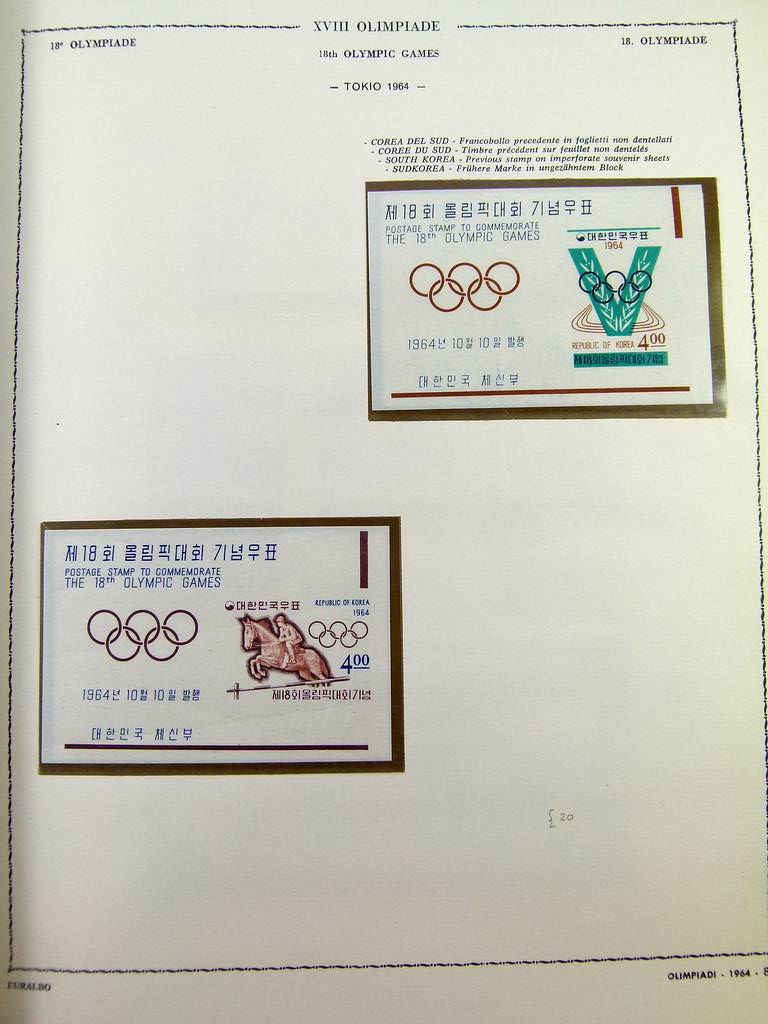 XVIII OLIMPIADE
18e OLYMPIADE
18th OLYMPIC GAMES
18. OLYMPIADE
— TOKIO 1964 —
- COREA DEL SUD - Francobollo precedente in foglietti non dentellati
- COREE DU SUD - Timbre précédent sur feuillet non dentelés
- SOUTH KOREA - Previous stamp on imperforate souvenir sheets
- SUDKOREA - Frühere Marke in ungezähntem Block
제18회 올림픽대회 기념우표
POSTAGE STAMP TO COMMEMORATE
THE 18th OLYMPIC GAMES
대한민국우표
1964
1964년 10월 10일 발행
REPUBLIC OF KOREA 400
제18회올림픽대회기념
대한민국 체신부
제18회 올림픽대회 기념우표
POSTAGE STAMP TO COMMEMORATE
THE 18th OLYMPIC GAMES
대한민국우표
REPUBLIC OF KOREA
1964
400
1964년 10월 10일 발행
제18회올림픽대회기념
대한민국 체신부
20
EURALBO
OLIMPIADI - 1964 - 8